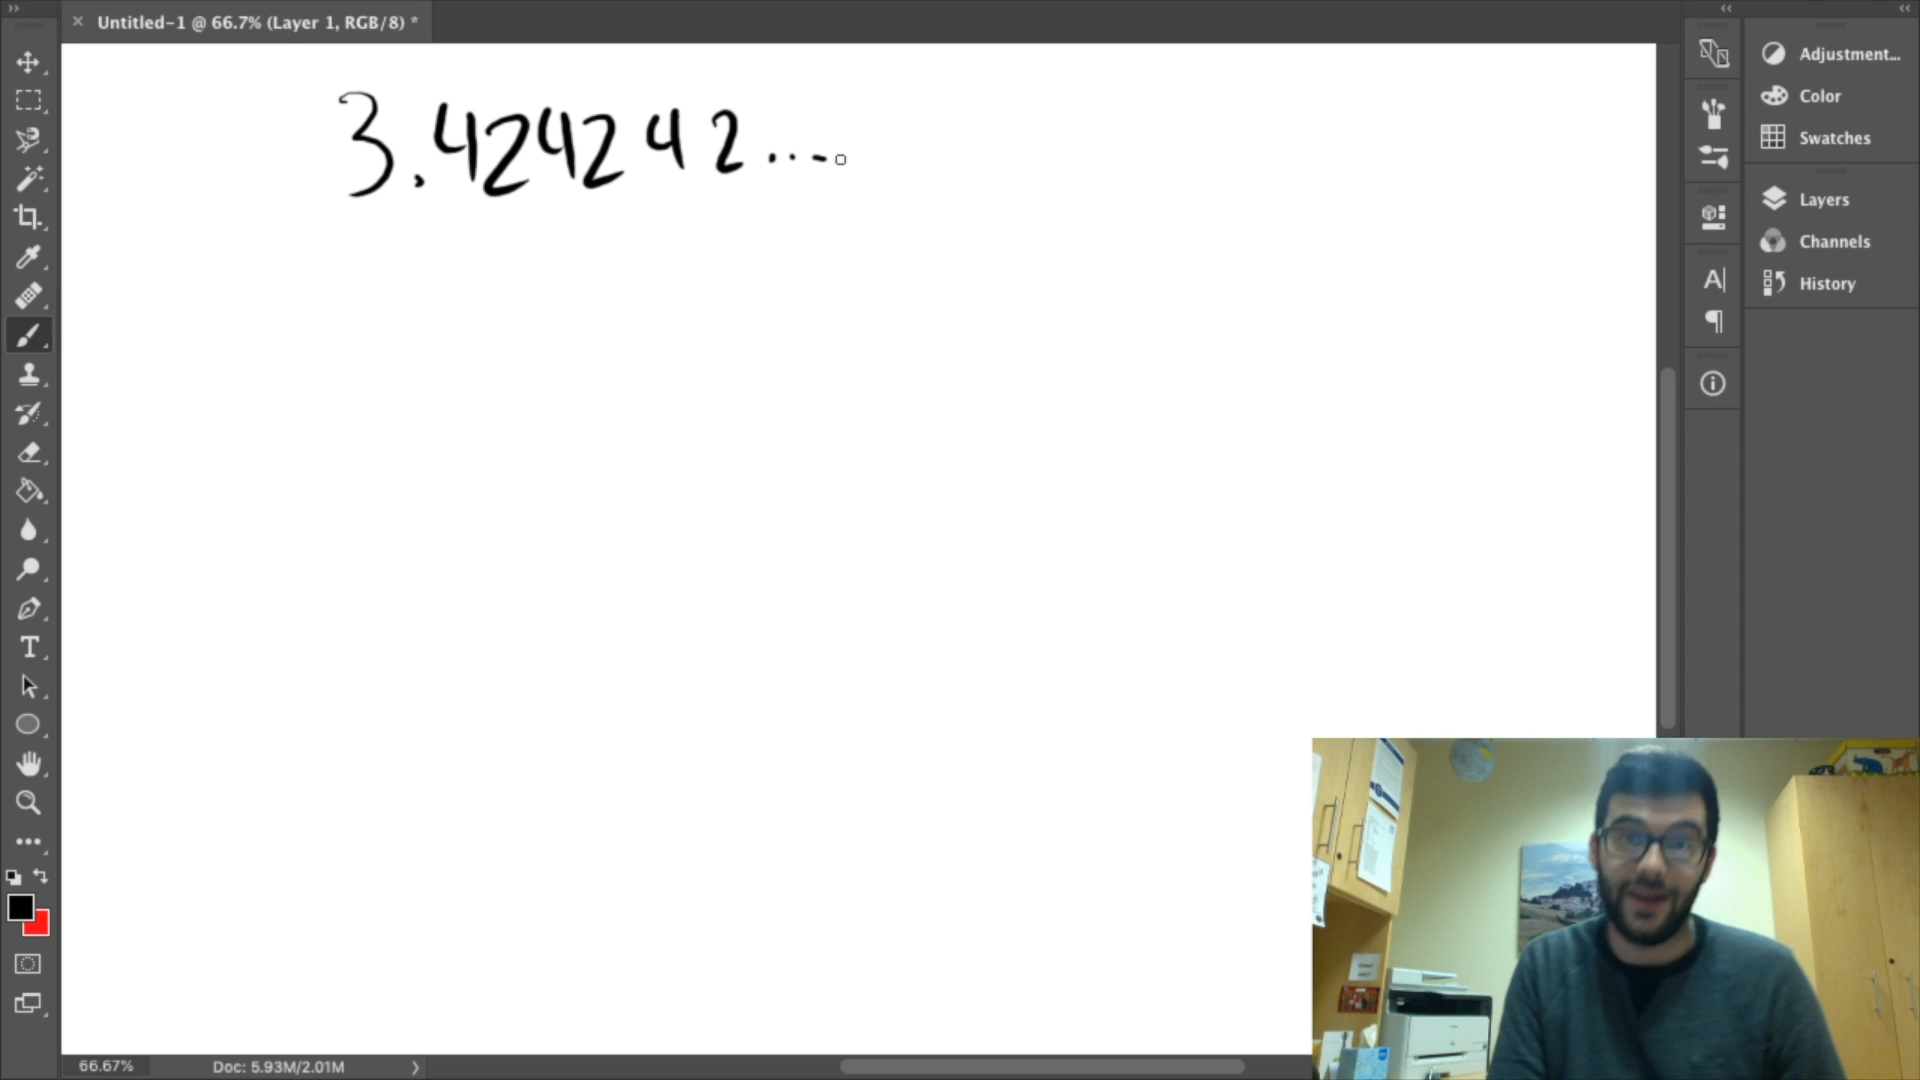 Untitled-1 @ 66.7% (Layer 1, RGB/8) *
3.424242....
Adjustment...
Color
Swatches
Layers
Channels
History
66.67%
Doc: 5.93M/2.01M